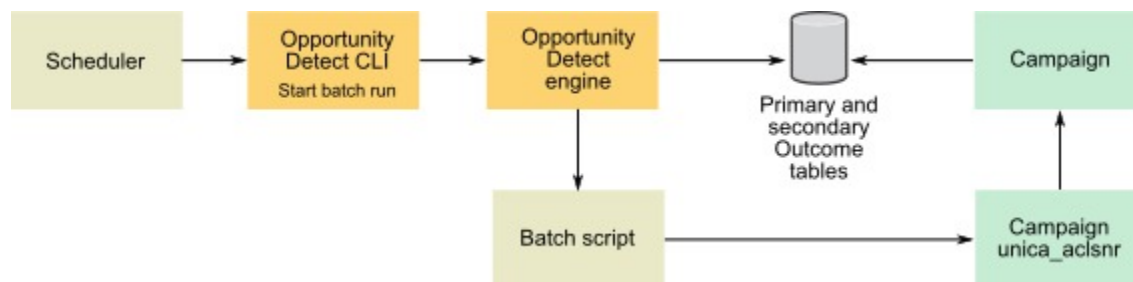 Scheduler
Opportunity
Detect CLI
Start batch run
Opportunity
Detect
engine
Primary and
secondary
Outcome
tables
Campaign
Batch script
Campaign
unica_aclsnr